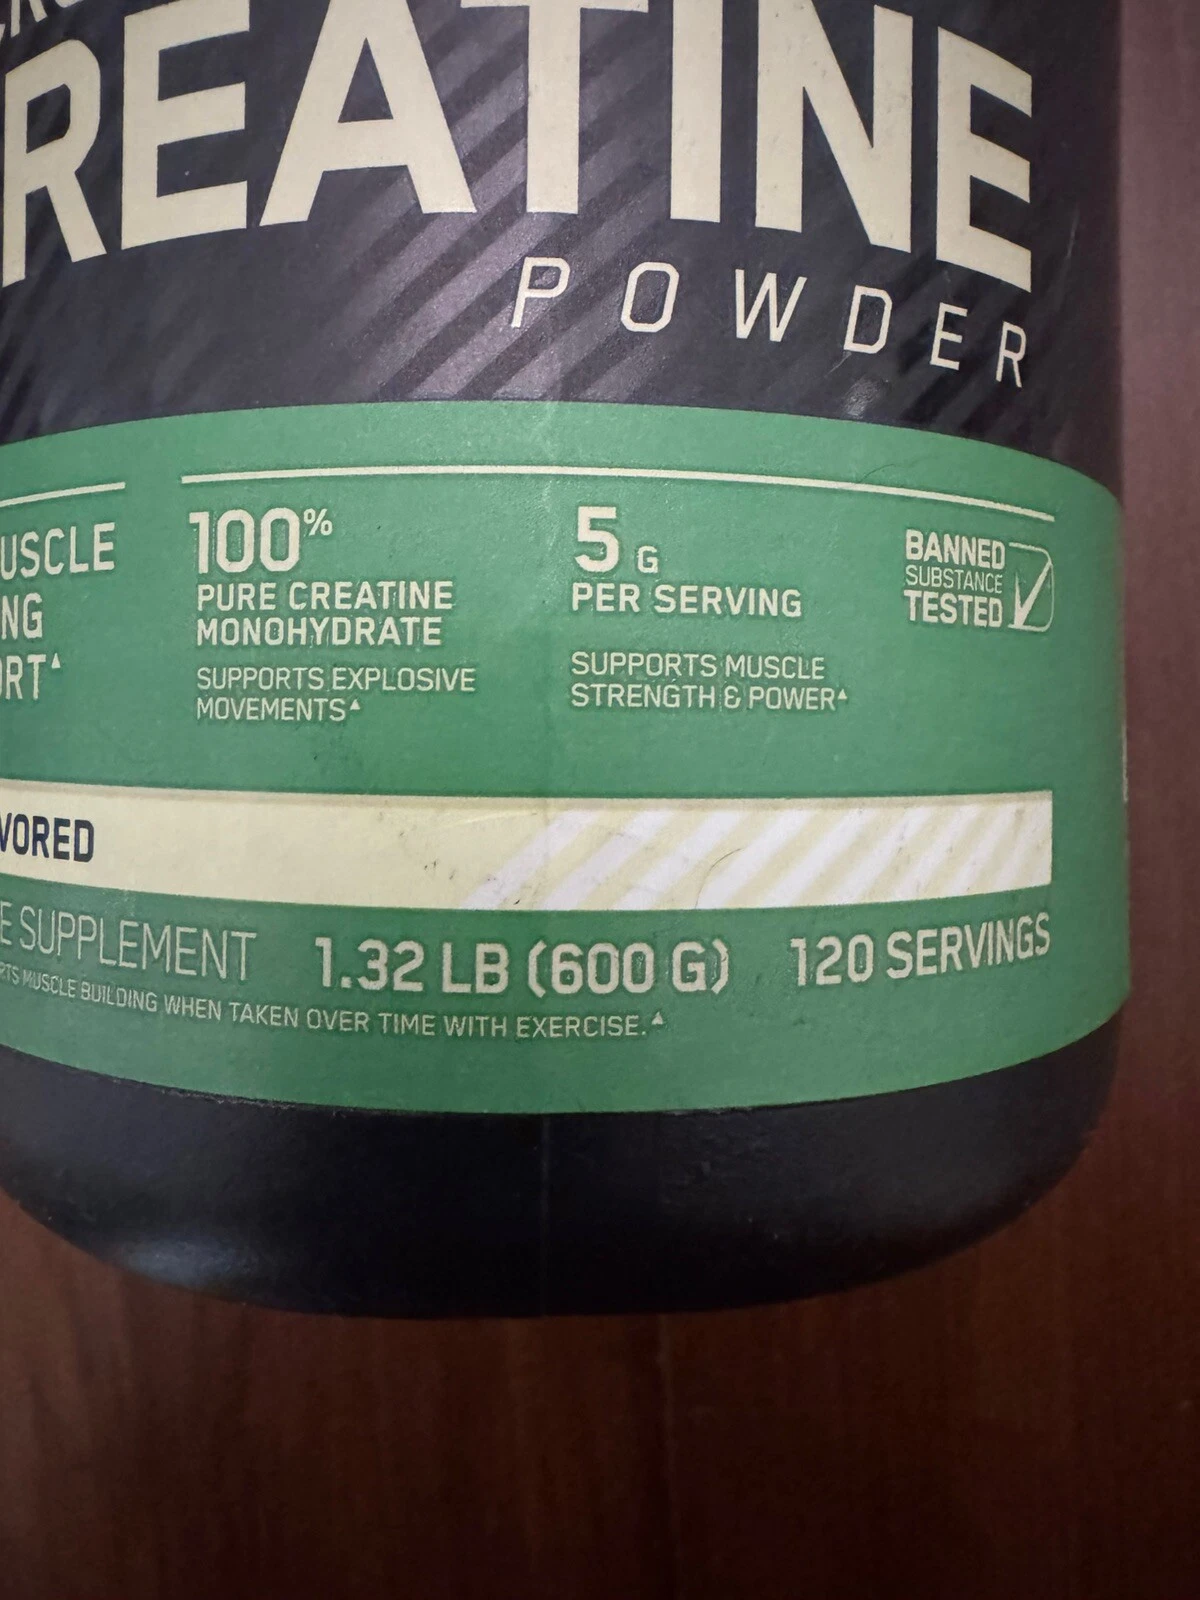 REATINE
POWDER
USCLE
NG
ORT▲
100%
PURE CREATINE
MONOHYDRATE
SUPPORTS EXPLOSIVE
MOVEMENTS▲
5 G
PER SERVING
SUPPORTS MUSCLE
STRENGTH & POWER▲
BANNED
SUBSTANCE
TESTED
VORED
E SUPPLEMENT 1.32 LB (600 G) 120 SERVINGS
RTS MUSCLE BUILDING WHEN TAKEN OVER TIME WITH EXERCISE.▲